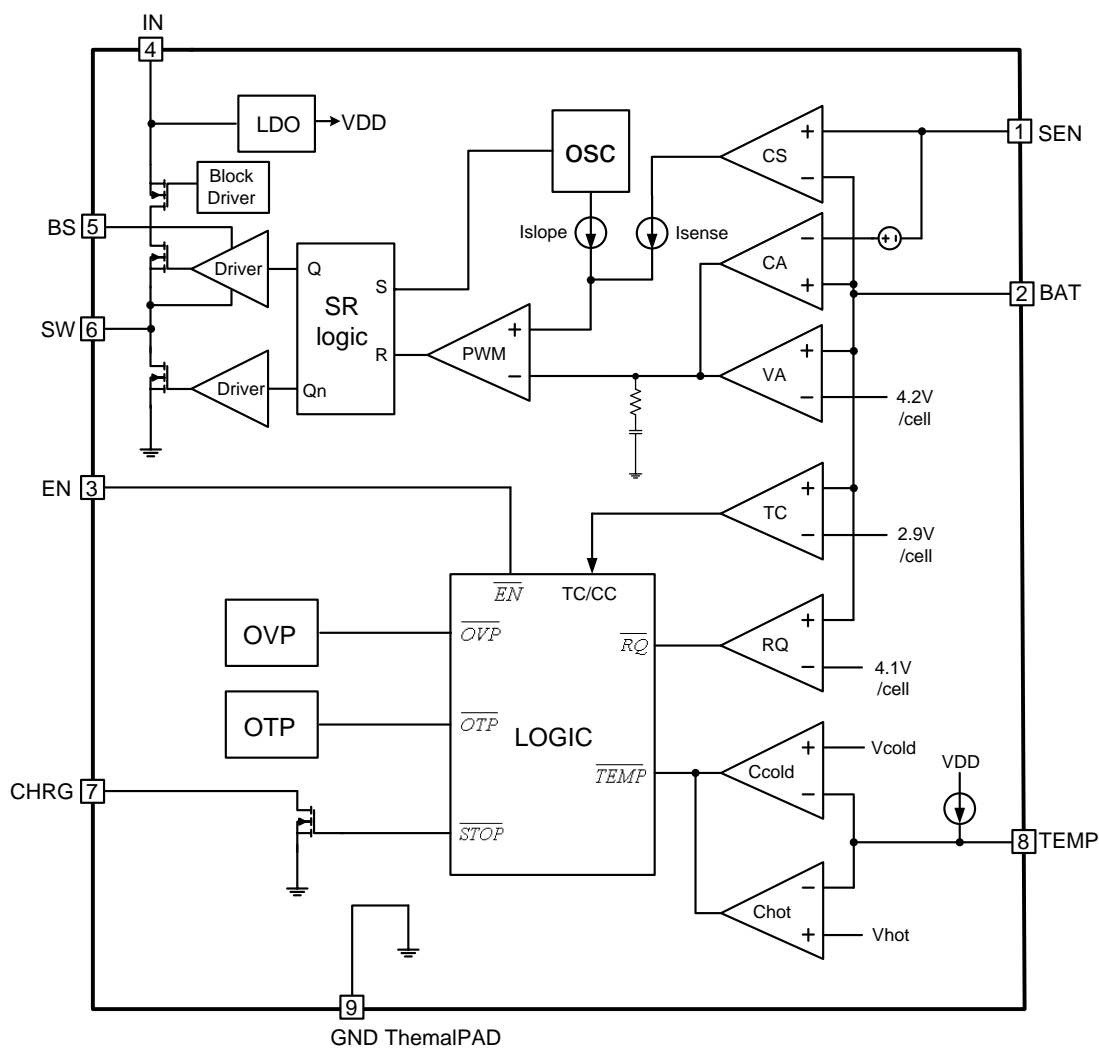 IN
4
LDO
VDD
Block
Driver
BS
5
Driver
Q
SR
logic
S
R
Qn
SW
6
Driver
OSC
Islope
Isense
PWM
+
−
CS
+
−
1
SEN
CA
−
+
+ -
2
BAT
VA
+
−
4.2V
/cell
EN
3
TC
+
−
2.9V
/cell
EN
TC/CC
OVP
OVP
RQ
RQ
+
−
4.1V
/cell
OTP
OTP
LOGIC
TEMP
Ccold
+
−
Vcold
VDD
CHRG
7
STOP
8
TEMP
Chot
−
+
Vhot
9
GND ThemalPAD